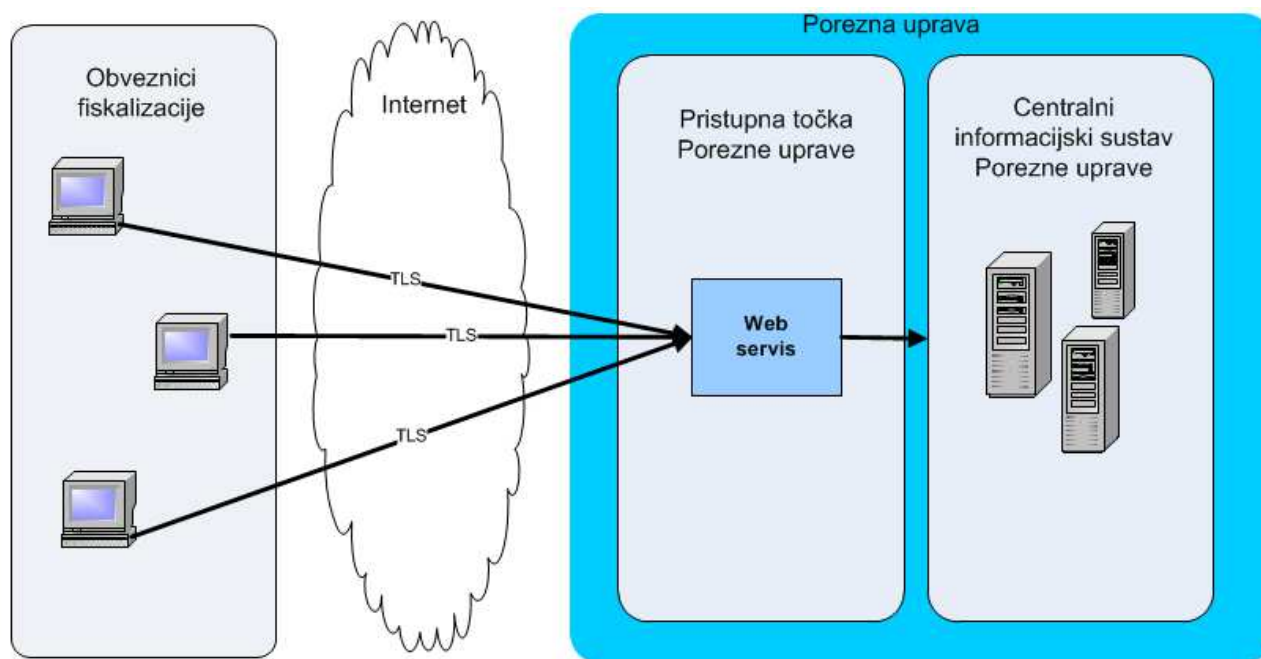 Porezna uprava
Obveznici
fiskalizacije
Internet
Pristupna točka
Porezne uprave
Centralni
informacijski sustav
Porezne uprave
TLS
TLS
TLS
Web
servis